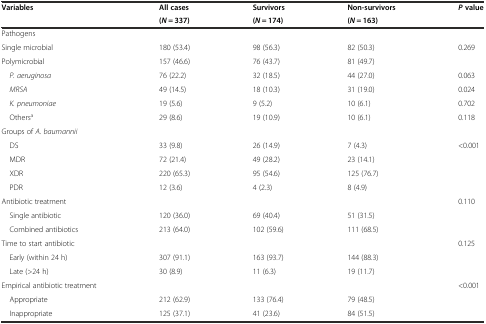 Variables All cases Survivors Non-survivors P value
(N = 337) (N = 174) (N = 163)
Pathogens
Single microbial 180 (53.4) 98 (56.3) 82 (50.3) 0.269
Polymicrobial 157 (46.6) 76 (43.7) 81 (49.7)
P. aeruginosa 76 (22.2) 32 (18.5) 44 (27.0) 0.063
MRSA 49 (14.5) 18 (10.3) 31 (19.0) 0.024
K. pneumoniae 19 (5.6) 9 (5.2) 10 (6.1) 0.702
Othersᵃ 29 (8.6) 19 (10.9) 10 (6.1) 0.118
Groups of A. baumannii
DS 33 (9.8) 26 (14.9) 7 (4.3) <0.001
MDR 72 (21.4) 49 (28.2) 23 (14.1)
XDR 220 (65.3) 95 (54.6) 125 (76.7)
PDR 12 (3.6) 4 (2.3) 8 (4.9)
Antibiotic treatment 0.110
Single antibiotic 120 (36.0) 69 (40.4) 51 (31.5)
Combined antibiotics 213 (64.0) 102 (59.6) 111 (68.5)
Time to start antibiotic 0.125
Early (within 24 h) 307 (91.1) 163 (93.7) 144 (88.3)
Late (>24 h) 30 (8.9) 11 (6.3) 19 (11.7)
Empirical antibiotic treatment <0.001
Appropriate 212 (62.9) 133 (76.4) 79 (48.5)
Inappropriate 125 (37.1) 41 (23.6) 84 (51.5)